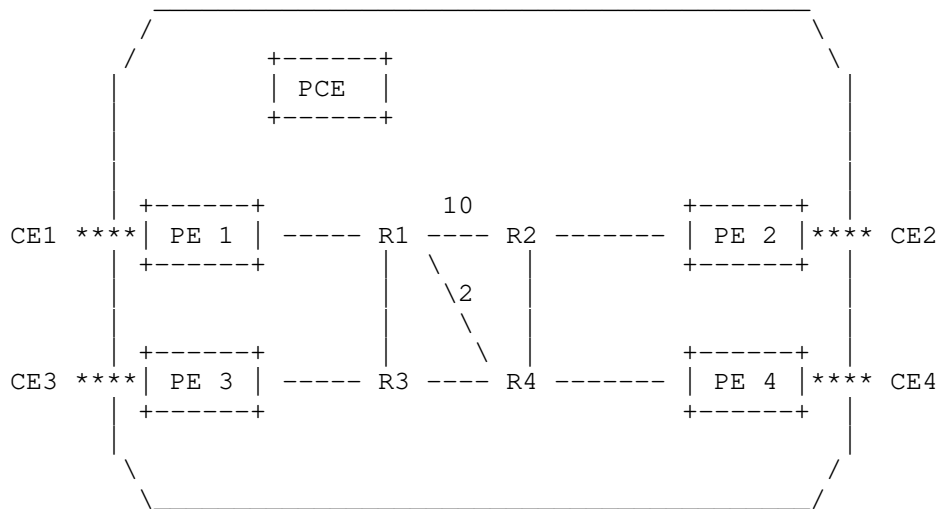 PCE
10
CE1 **** PE 1 ----- R1 ---- R2 ------- PE 2 **** CE2
2
CE3 **** PE 3 ----- R3 ---- R4 ------- PE 4 **** CE4